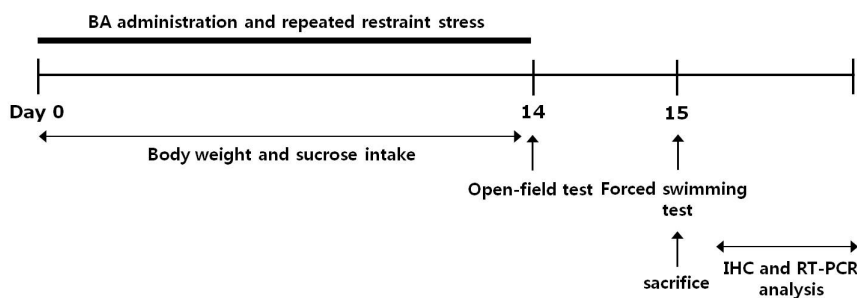 BA administration and repeated restraint stress
Day 0
14
15
Body weight and sucrose intake
Open-field test
Forced swimming
test
sacrifice
IHC and RT-PCR
analysis